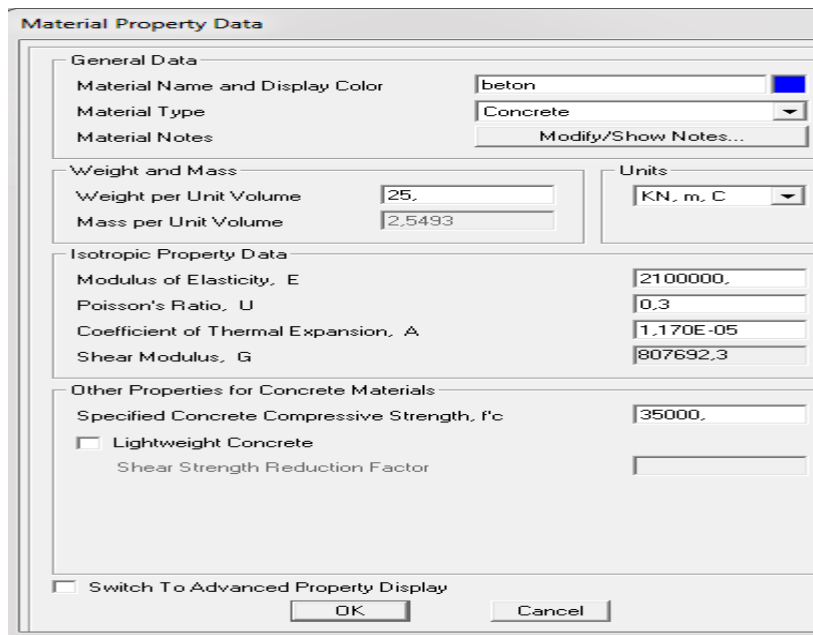 Material Property Data
General Data
Material Name and Display Color beton
Material Type Concrete
Material Notes Modify/Show Notes...
Weight and Mass Units
Weight per Unit Volume 25, KN, m, C
Mass per Unit Volume 2,5493
Isotropic Property Data
Modulus of Elasticity, E 2100000,
Poisson's Ratio, U 0,3
Coefficient of Thermal Expansion, A 1,170E-05
Shear Modulus, G 807692,3
Other Properties for Concrete Materials
Specified Concrete Compressive Strength, f'c 35000,
Lightweight Concrete
Shear Strength Reduction Factor
Switch To Advanced Property Display
OK Cancel